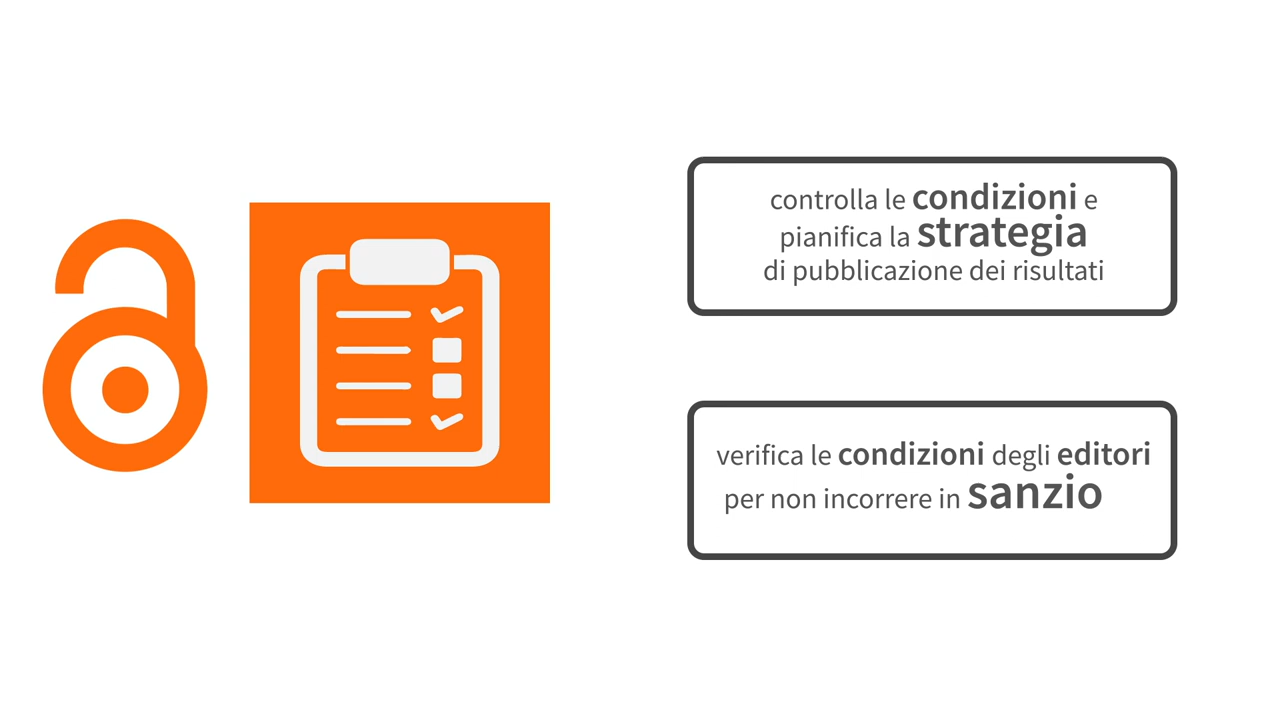 controlla le condizioni e
pianifica la strategia
di pubblicazione dei risultati
verifica le condizioni degli editori
per non incorrere in sanzio